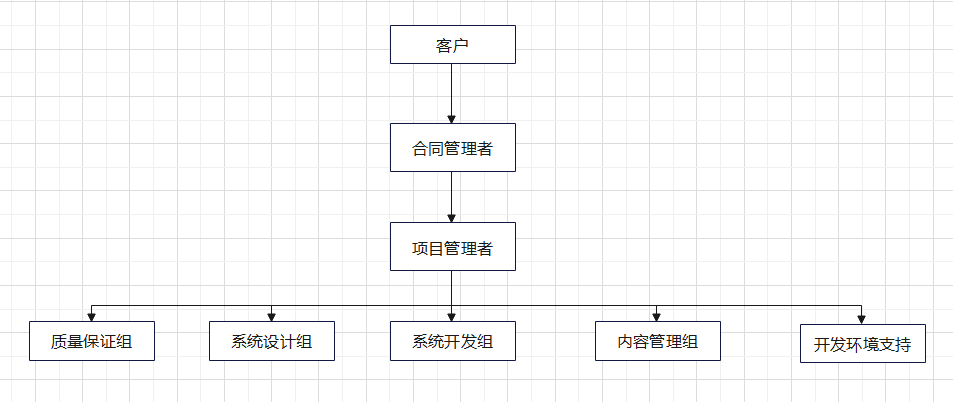 客户
合同管理者
项目管理者
质量保证组
系统设计组
系统开发组
内容管理组
开发环境支持